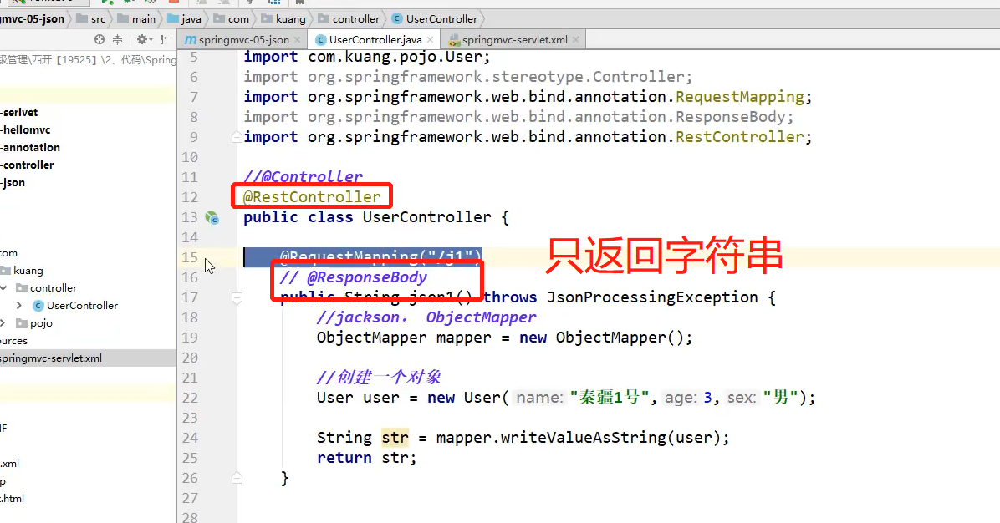 gmvc-05-json src main java com kuang controller UserController
springmvc-05-json UserController.java springmvc-servlet.xml
级管理\西开【19525】\2、代码\Spring
-serlvet
-hellomvc
-annotation
-controller
-json
com
kuang
controller
UserController
pojo
ources
springmvc-servlet.xml
.xml
p
.html
5 import com.kuang.pojo.User;
6 import org.springframework.stereotype.Controller;
7 import org.springframework.web.bind.annotation.RequestMapping;
8 import org.springframework.web.bind.annotation.ResponseBody;
9 import org.springframework.web.bind.annotation.RestController;
10
11 //@Controller
12 @RestController
13 public class UserController {
14
15 @RequestMapping("/j1")
只返回字符串
16 // @ResponseBody
17 public String json1() throws JsonProcessingException {
18 //jackson， ObjectMapper
19 ObjectMapper mapper = new ObjectMapper();
20
21 //创建一个对象
22 User user = new User( name: "秦疆1号", age: 3, sex: "男");
23
24 String str = mapper.writeValueAsString(user);
25 return str;
26 }
27
28